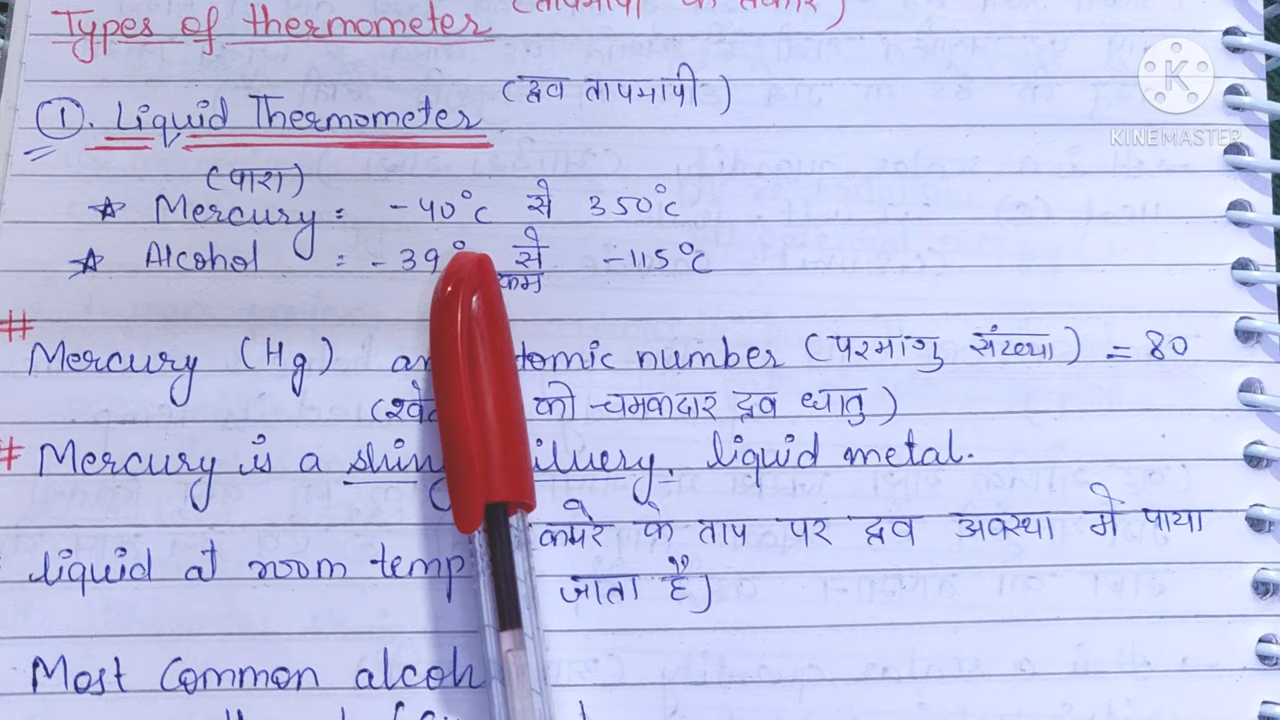 Types of thermometer (तापमापी के प्रकार)
①. Liquid Thermometer (द्रव तापमापी)
(पारा)
☆ Mercury = -40°c से 350°c
☆ Alcohol = -39° से -115°c
कम
#
Mercury (Hg) atomic number (परमाणु संख्या) = 80
को चमकदार द्रव धातु)
# Mercury is a liquid metal.
कमरे के ताप पर द्रव अवस्था में पाया
liquid at room temp जाता है)
Most Common
K
KINEMASTER